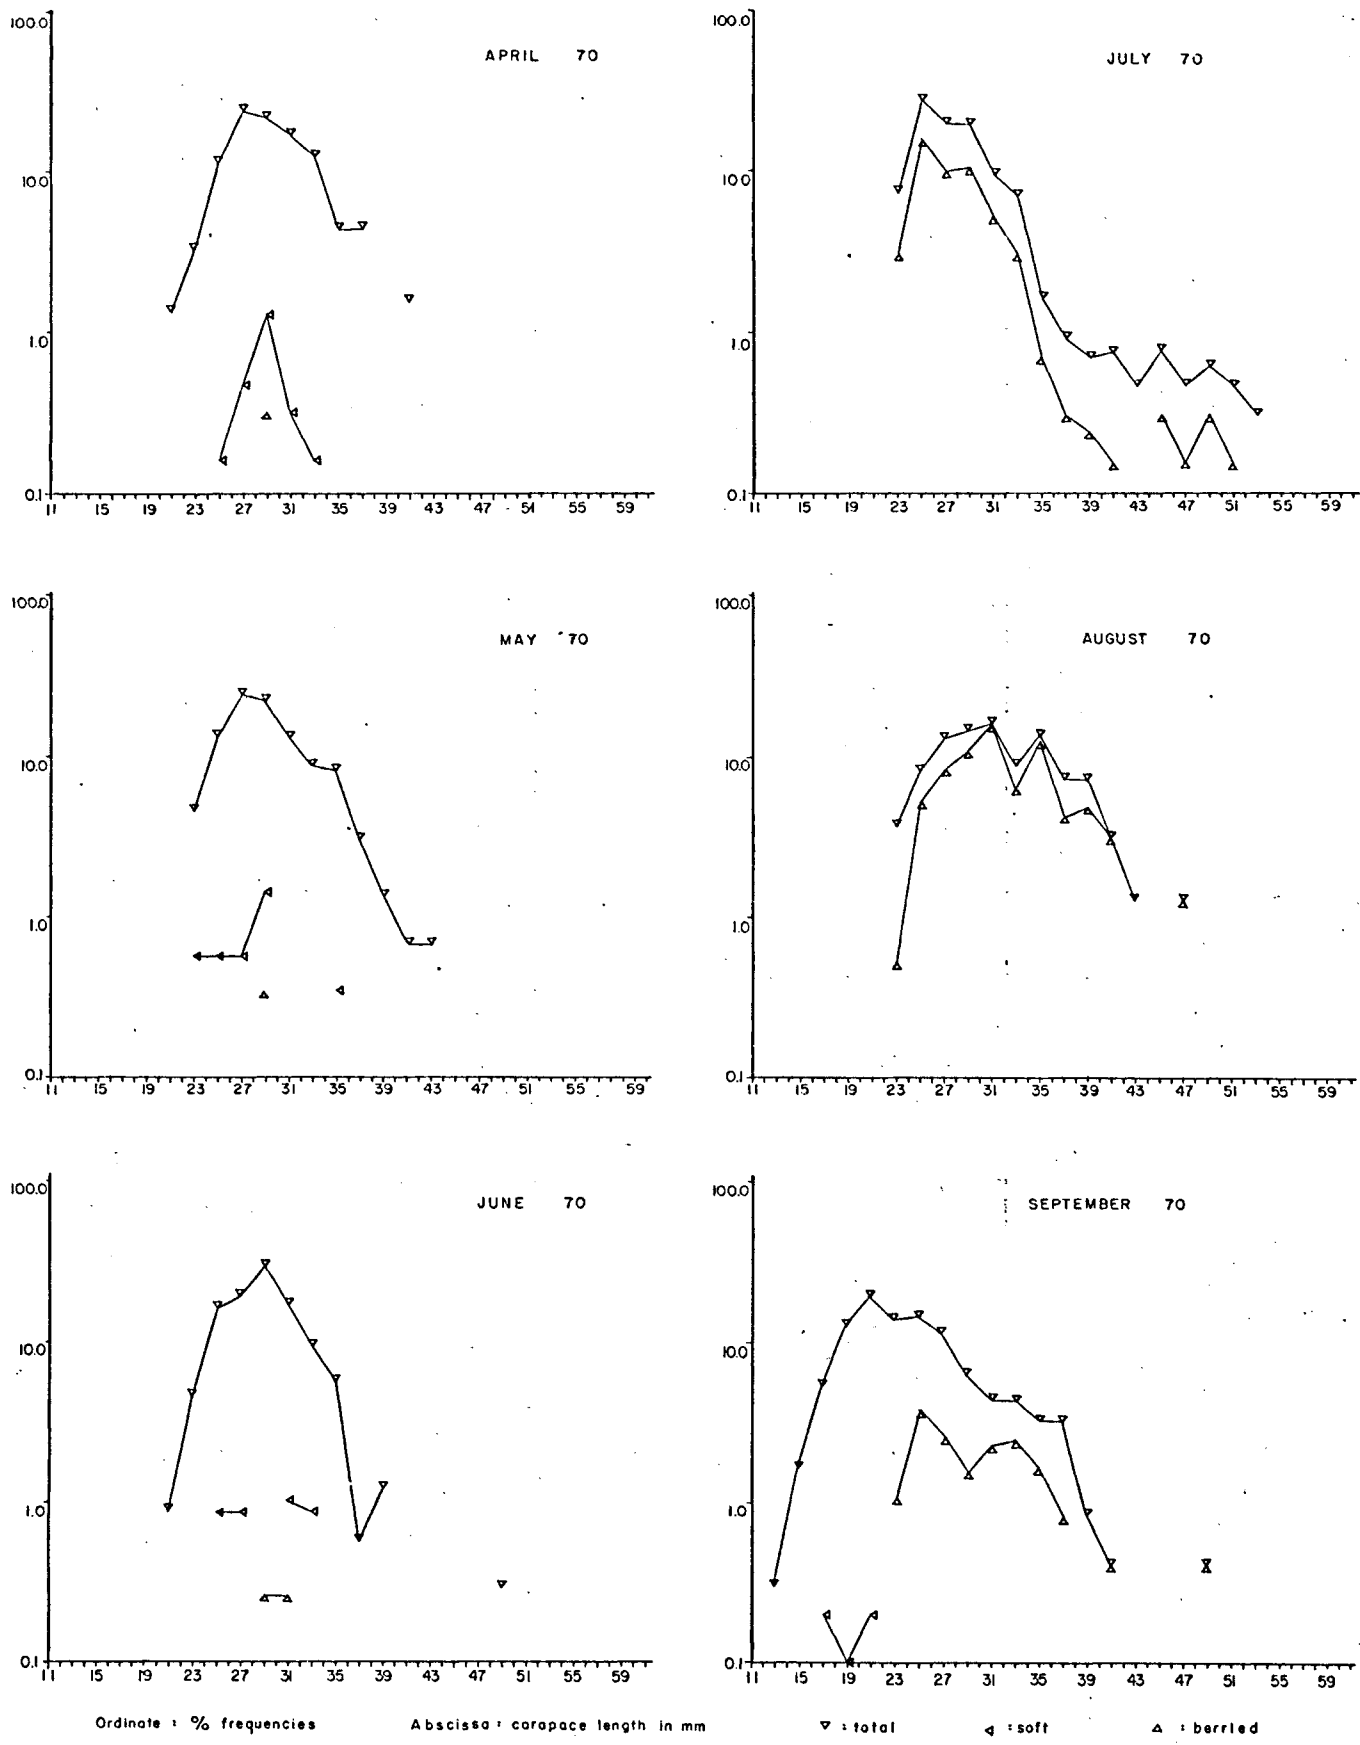 APRIL 70
100.0
10.0
1.0
0.1
11 15 19 23 27 31 35 39 43 47 51 55 59
JULY 70
100.0
10.0
1.0
0.1
11 15 19 23 27 31 35 39 43 47 51 55 59
MAY 70
100.0
10.0
1.0
0.1
11 15 19 23 27 31 35 39 43 47 51 55 59
AUGUST 70
100.0
10.0
1.0
0.1
11 15 19 23 27 31 35 39 43 47 51 55 59
JUNE 70
100.0
10.0
1.0
0.1
11 15 19 23 27 31 35 39 43 47 51 55 59
SEPTEMBER 70
100.0
10.0
1.0
0.1
11 15 19 23 27 31 35 39 43 47 51 55 59
Ordinate : % frequencies Abscissa : carapace length in mm ▽ : total ◁ : soft △ : berried